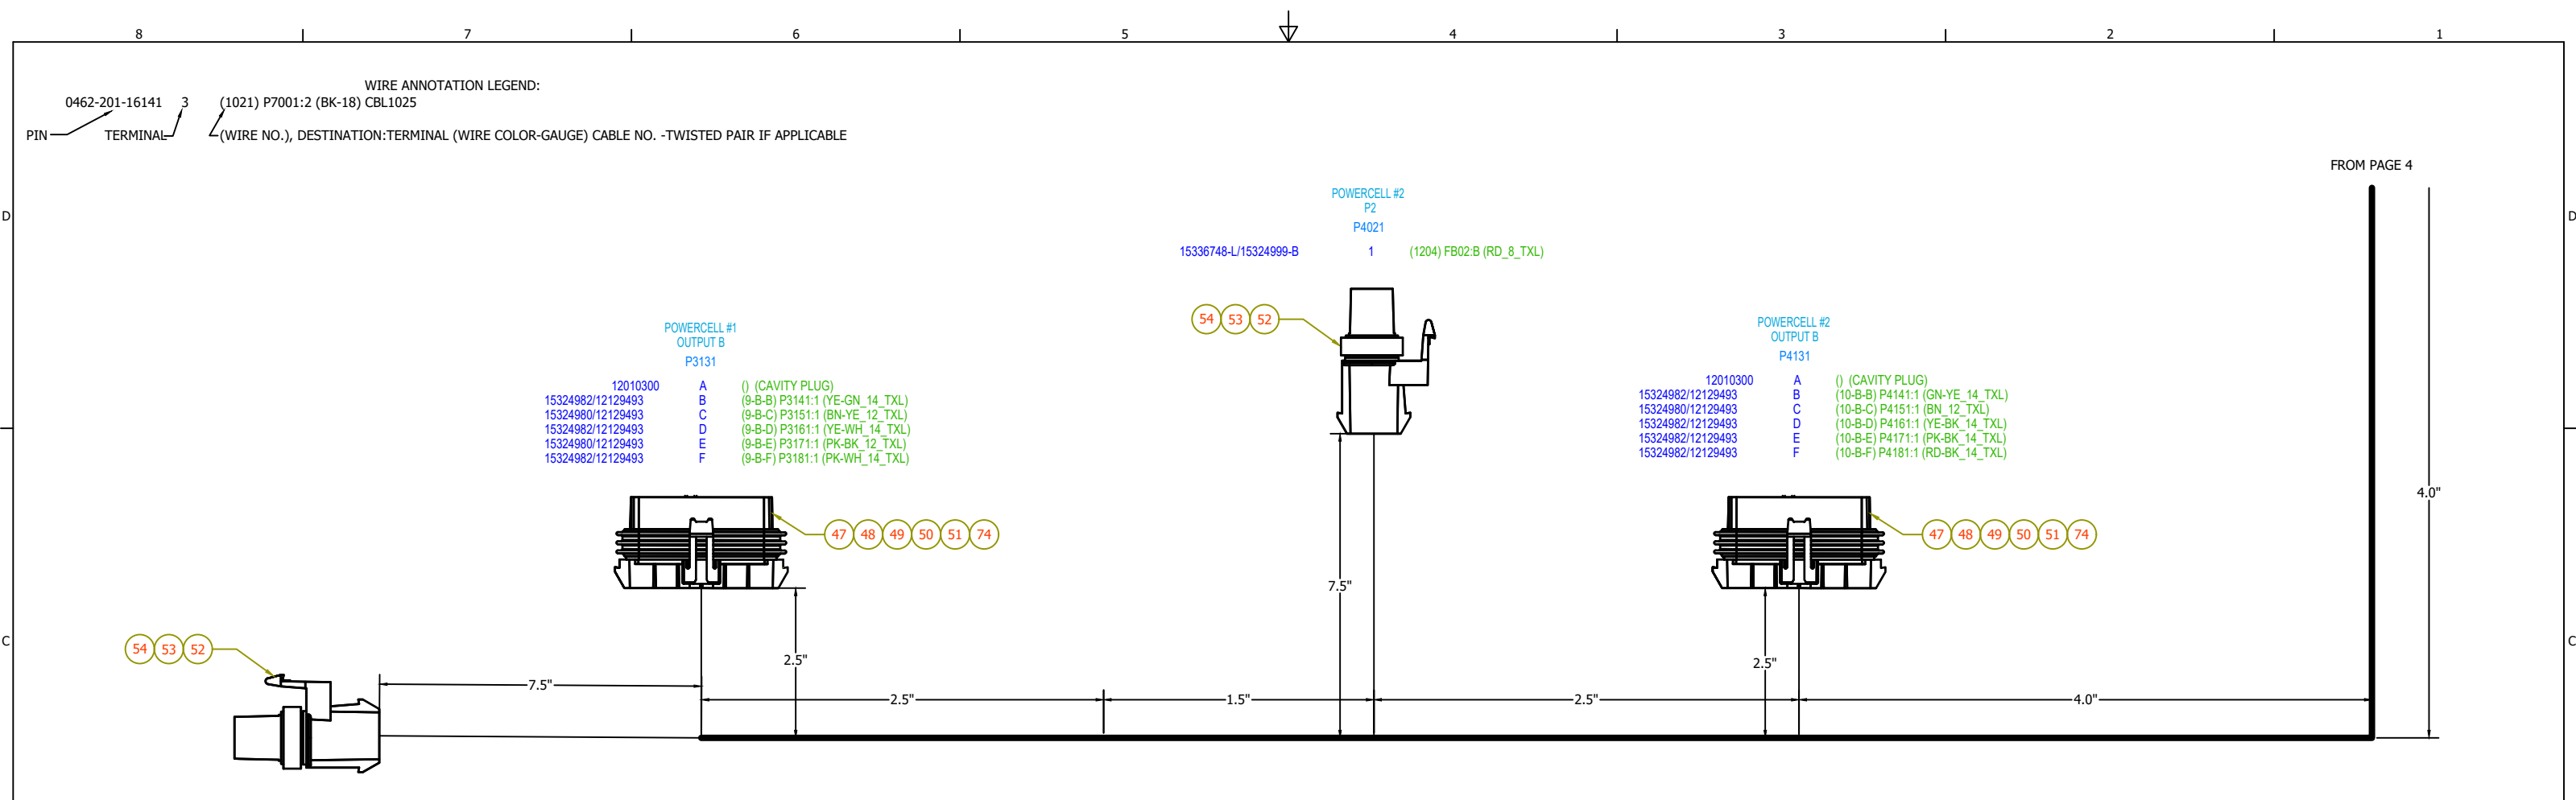 8 7 6 5 4 3 2 1
WIRE ANNOTATION LEGEND:
0462-201-16141 3 (1021) P7001:2 (BK-18) CBL1025
PIN TERMINAL (WIRE NO.), DESTINATION:TERMINAL (WIRE COLOR-GAUGE) CABLE NO. -TWISTED PAIR IF APPLICABLE
FROM PAGE 4
D D
POWERCELL #2
P2
P4021
15336748-L/15324999-B 1 (1204) FB02:B (RD_8_TXL)
54 53 52
POWERCELL #1
OUTPUT B
P3131
12010300 A () (CAVITY PLUG)
15324982/12129493 B (9-B-B) P3141:1 (YE-GN_14_TXL)
15324980/12129493 C (9-B-C) P3151:1 (BN-YE_12_TXL)
15324982/12129493 D (9-B-D) P3161:1 (YE-WH_14_TXL)
15324980/12129493 E (9-B-E) P3171:1 (PK-BK_12_TXL)
15324982/12129493 F (9-B-F) P3181:1 (PK-WH_14_TXL)
POWERCELL #2
OUTPUT B
P4131
12010300 A () (CAVITY PLUG)
15324982/12129493 B (10-B-B) P4141:1 (GN-YE_14_TXL)
15324980/12129493 C (10-B-C) P4151:1 (BN_12_TXL)
15324982/12129493 D (10-B-D) P4161:1 (YE-BK_14_TXL)
15324982/12129493 E (10-B-E) P4171:1 (PK-BK_14_TXL)
15324982/12129493 F (10-B-F) P4181:1 (RD-BK_14_TXL)
4.0"
47 48 49 50 51 74
47 48 49 50 51 74
7.5"
C C
54 53 52
2.5"
2.5"
7.5"
2.5" 1.5" 2.5" 4.0"